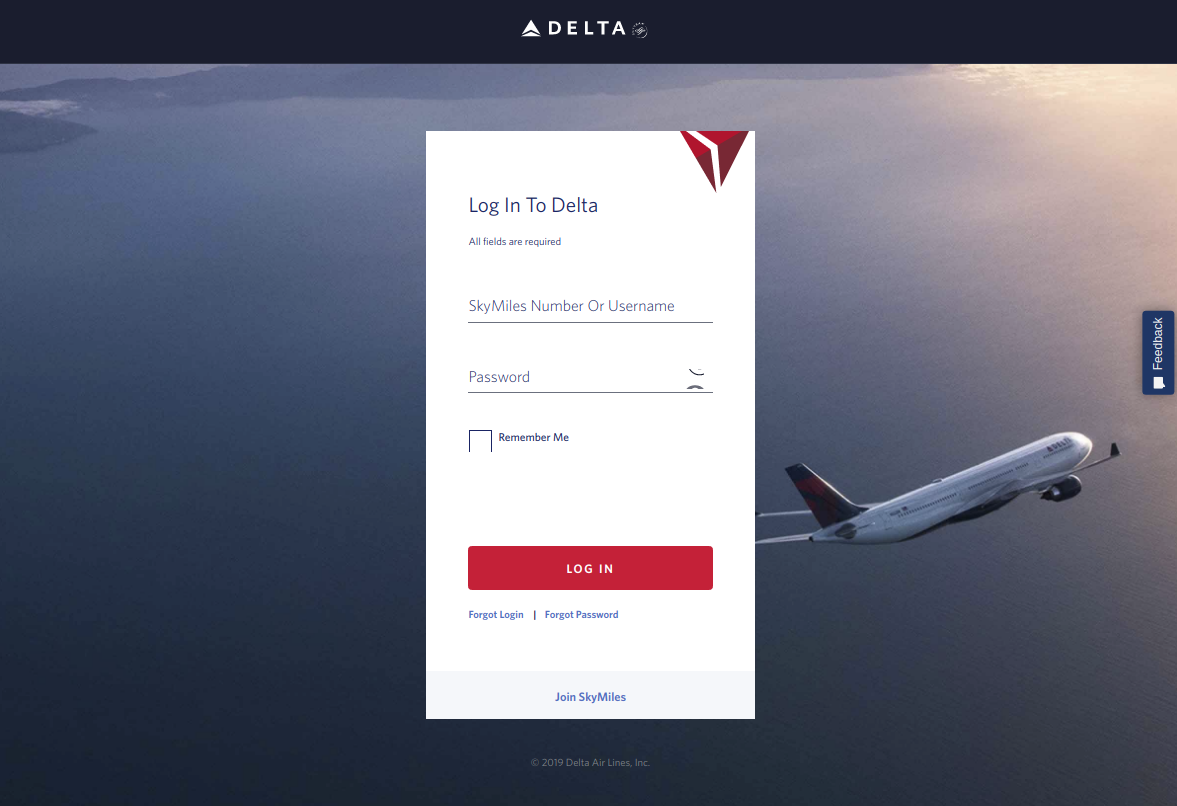 DELTA
Log In To Delta
All fields are required
SkyMiles Number Or Username
Password
Remember Me
LOG IN
Forgot Login | Forgot Password
Join SkyMiles
© 2019 Delta Air Lines, Inc.
Feedback